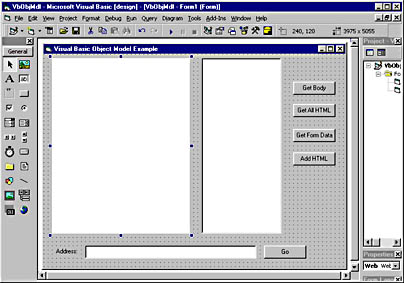 VbObjMdl - Microsoft Visual Basic [design] - [VbObjMdl - Form1 (Form)]
File Edit View Project Format Debug Run Query Diagram Tools Add-Ins Window Help
240, 120
3975 x 5055
General
Visual Basic Object Model Example
Project - V
A
ab|
VbObj
Fo
Get Body
Get All HTML
Get Form Data
Add HTML
Address:
Go
Properties
Web